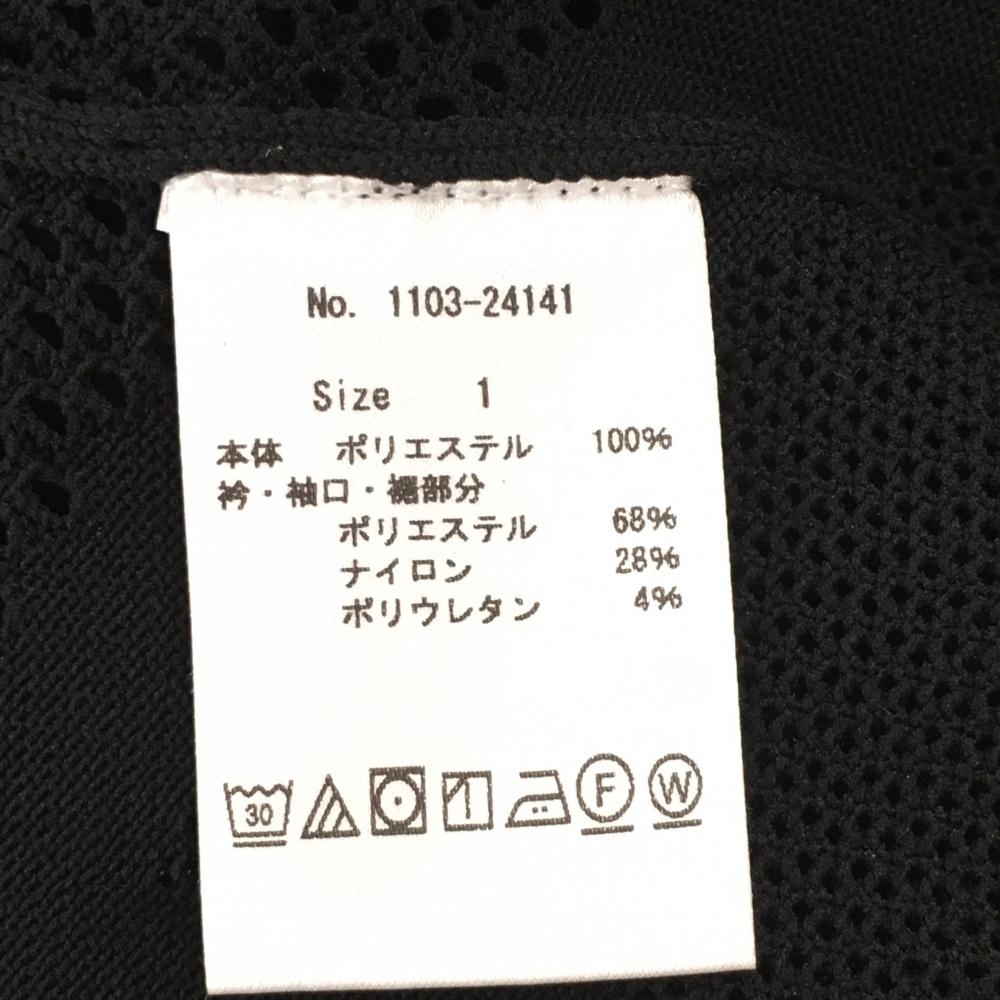 No. 1103-24141
Size 1
本体 ポリエステル 100%
衿・袖口・裾部分
ポリエステル 68%
ナイロン 28%
ポリウレタン 4%
30 F W